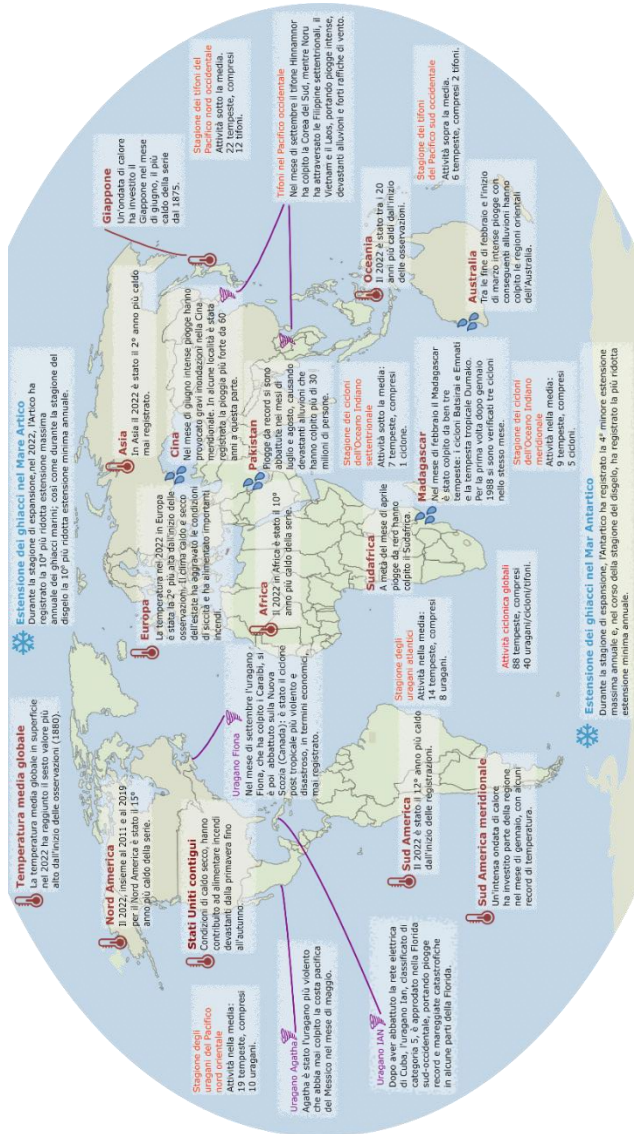 Temperatura media globale
La temperatura media globale in superficie
nel 2022 ha raggiunto il sesto valore più
alto dall'inizio delle osservazioni (1880).
Estensione dei ghiacci nel Mare Artico
Durante la stagione di espansione,nel 2022, l'Artico ha
registrato la 10ª più ridotta estensione massima
annuale dei ghiacci marini; così come durante la stagione del
disgelo la 10ª più ridotta estensione minima annuale.
Nord America
Il 2022, insieme al 2011 e al 2019
per il Nord America è stato il 15°
anno più caldo della serie.
Stati Uniti contigui
Condizioni di caldo secco, hanno
contribuito ad alimentare incendi
devastanti dalla primavera fino
all'autunno.
Stagione degli
uragani del Pacifico
nord orientale
Attività nella media:
19 tempeste, compresi
10 uragani.
Uragano Agatha
Agatha è stato l'uragano più violento
che abbia mai colpito la costa pacifica
del Messico nel mese di maggio.
Uragano IAN
Dopo aver abbattuto la rete elettrica
di Cuba, l'uragano Ian, classificato di
categoria 5, è approdato nella Florida
sud-occidentale, portando piogge
record e mareggiate catastrofiche
in alcune parti della Florida.
Uragano Fiona
Nel mese di settembre l'uragano
Fiona, che ha colpito i Caraibi, si
è poi abbattuto sulla Nuova
Scozia (Canada): è stato il ciclone
post tropicale più violento e
disastroso, in termini economici,
mai registrato.
Sud America
Il 2022 è stato il 12° anno più caldo
dall'inizio delle registrazioni.
Sud America meridionale
Un'intensa ondata di calore
ha investito parte della regione
nel mese di gennaio, con alcuni
record di temperatura.
Europa
La temperatura nel 2022 in Europa
è stata la 2ª più alta dall'inizio delle
osservazioni. Il clima caldo e secco
dell'estate ha aggravato le condizioni
di siccità e ha alimentato importanti
incendi.
Africa
Il 2022 in Africa è stato il 10°
anno più caldo della serie.
Stagione degli
uragani atlantici
Attività nella media:
14 tempeste, compresi
8 uragani.
Sudafrica
A metà del mese di aprile
piogge da red hanno
colpito il Sudafrica.
Attività ciclonica globali
88 tempeste, compresi
40 uragani/cicloni/tifoni.
Asia
In Asia il 2022 è stato il 2° anno più caldo
mai registrato.
Cina
Nel mese di giugno intense piogge hanno
provocato gravi inondazioni nella Cina
meridionale. In alcune località è stata
registrata la pioggia più forte da 60
anni a questa parte.
Pakistan
Piogge da record si sono
abbattute nei mesi di
luglio e agosto, causando
devastanti alluvioni che
hanno colpito più di 30
milioni di persone.
Stagione dei cicloni
dell'Oceano Indiano
settentrionale
Attività sotto la media:
7 tempeste, compresi
1 ciclone.
Madagascar
Nel mese di febbraio il Madagascar
è stato colpito da ben tre
tempeste: i cicloni Batsirai e Emnati
e la tempesta tropicale Dumako.
Per la prima volta dopo gennaio
1988 si sono verificati tre cicloni
nello stesso mese.
Stagione dei cicloni
dell'Oceano Indiano
meridionale
Attività nella media:
9 tempeste, compresi
5 cicloni.
Giappone
Un'ondata di calore
ha investito il
Giappone nel mese
di giugno, il più
caldo della serie
dal 1875.
Stagione dei tifoni del
Pacifico nord occidentale
Attività sotto la media.
22 tempeste, compresi
12 tifoni.
Tifoni nel Pacifico occidentale
Nel mese di settembre il tifone Hinnamnor
ha colpito la Corea del Sud, mentre Noru
ha attraversato le Filippine settentrionali, il
Vietnam e il Laos, portando piogge intense,
devastanti alluvioni e forti raffiche di vento.
Oceania
Il 2022 è stato tra i 20
anni più caldi dall'inizio
delle osservazioni.
Stagione dei tifoni
del Pacifico sud occidentale
Attività sopra la media.
6 tempeste, compresi 2 tifoni.
Australia
Tra le fine di febbraio e l'inizio
di marzo intense piogge con
conseguenti alluvioni hanno
colpito le regioni orientali
dell'Australia.
Estensione dei ghiacci nel Mar Antartico
Durante la stagione di espansione, l'Antartico ha registrato la 4ª minore estensione
massima annuale e, nel corso della stagione del disgelo, ha registrato la più ridotta
estensione minima annuale.